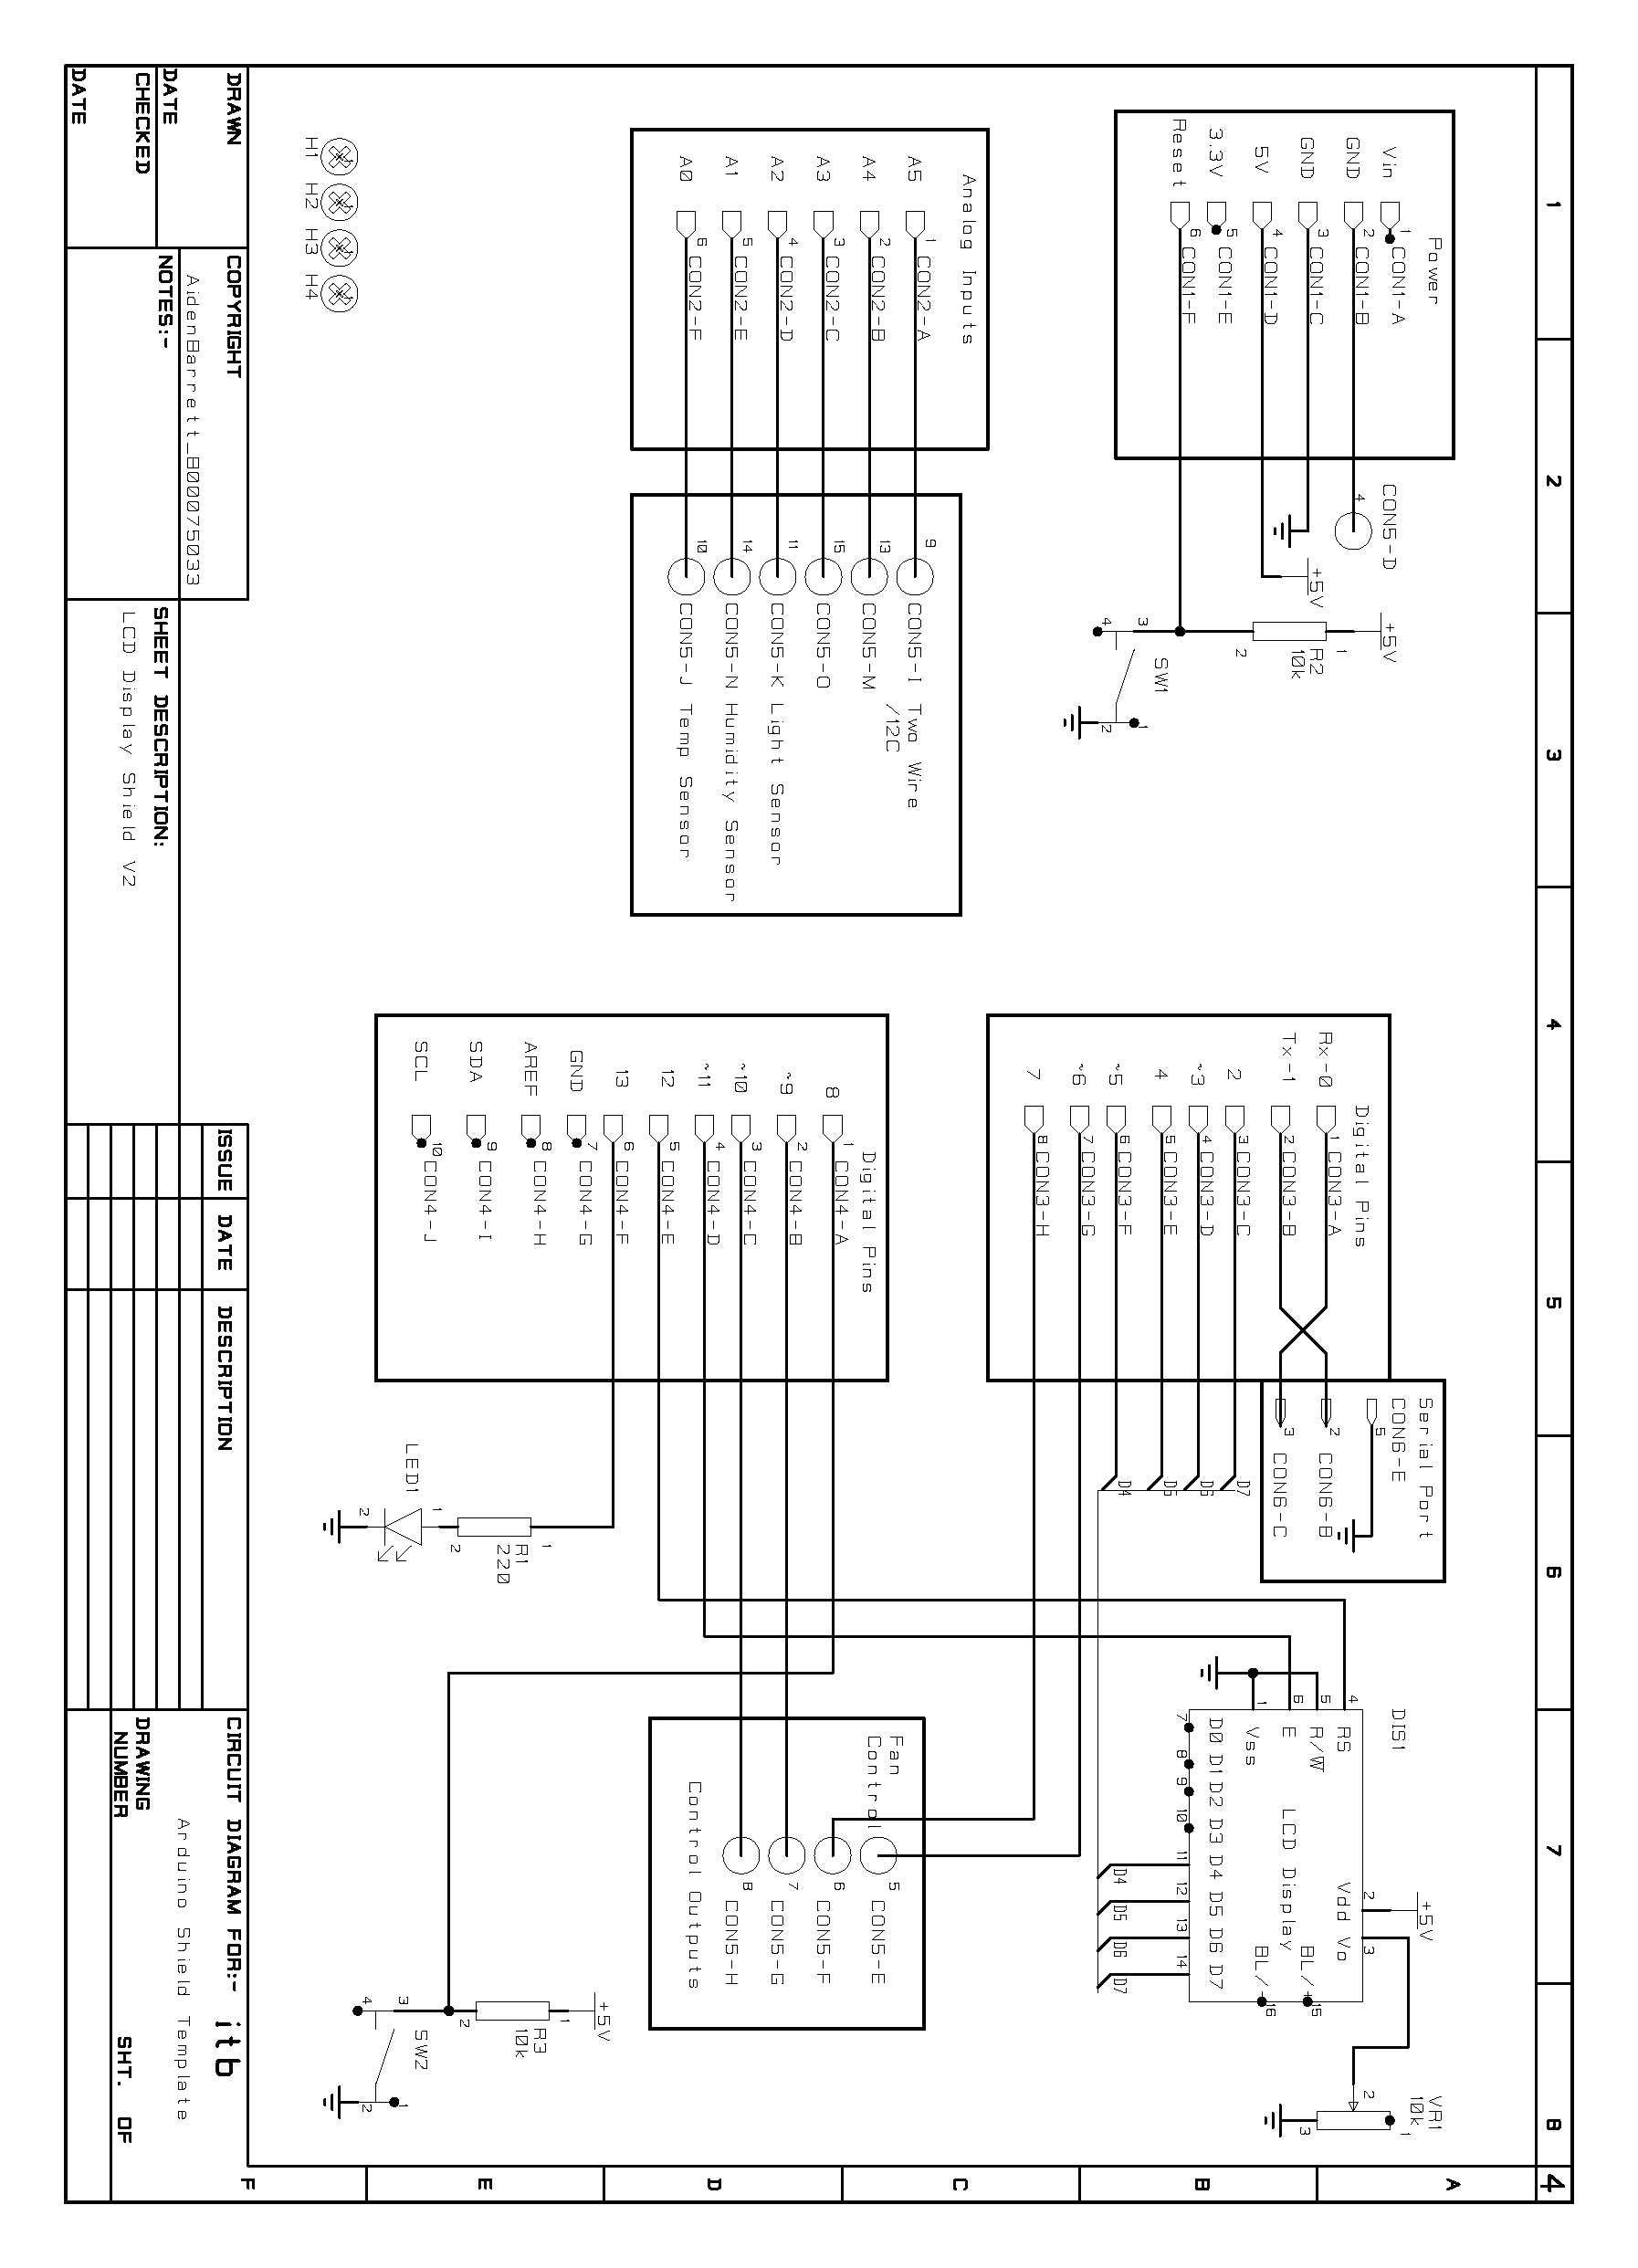 1
2
3
4
5
6
7
8
A
B
C
D
E
F
4
Power
Vin
1
CON1-A
GND
2
CON1-B
GND
3
CON1-C
5V
4
CON1-D
3.3V
5
CON1-E
Reset
6
CON1-F
CON5-D
4
+5V
+5V
1
R2
10k
2
3
4
SW1
1
2
Analog Inputs
A5
1
CON2-A
A4
2
CON2-B
A3
3
CON2-C
A2
4
CON2-D
A1
5
CON2-E
A0
6
CON2-F
9
CON5-I Two Wire
/12C
13
CON5-M
15
CON5-O
11
CON5-K Light Sensor
14
CON5-N Humidity Sensor
10
CON5-J Temp Sensor
H1
H2
H3
H4
Digital Pins
Rx-0
1
CON3-A
Tx-1
2
CON3-B
2
3
CON3-C
~3
4
CON3-D
4
5
CON3-E
~5
6
CON3-F
~6
7
CON3-G
7
8
CON3-H
Serial Port
CON6-E
5
2
CON6-B
3
CON6-C
D7
D6
D5
D4
Digital Pins
8
1
CON4-A
~9
2
CON4-B
~10
3
CON4-C
~11
4
CON4-D
12
5
CON4-E
13
6
CON4-F
GND
7
CON4-G
AREF
8
CON4-H
SDA
9
CON4-I
SCL
10
CON4-J
LED1
1
2
R1
220
1
2
DIS1
LCD Display
4
RS
5
R/W
6
E
1
Vss
2
Vdd
3
Vo
+5V
BL/+
15
BL/-
16
D0 D1 D2 D3 D4 D5 D6 D7
7
8
9
10
11
12
13
14
D4
D5
D6
D7
VR1
10k
1
2
3
Fan
Control
5
CON5-E
6
CON5-F
7
CON5-G
8
CON5-H
Control Outputs
+5V
1
R3
10k
2
3
4
SW2
1
2
DRAWN
DATE
CHECKED
DATE
COPYRIGHT
AidenBarrett_B00075033
NOTES:-
SHEET DESCRIPTION:
LCD Display Shield V2
ISSUE
DATE
DESCRIPTION
CIRCUIT DIAGRAM FOR:-
itb
Arduino Shield Template
DRAWING
NUMBER
SHT. OF